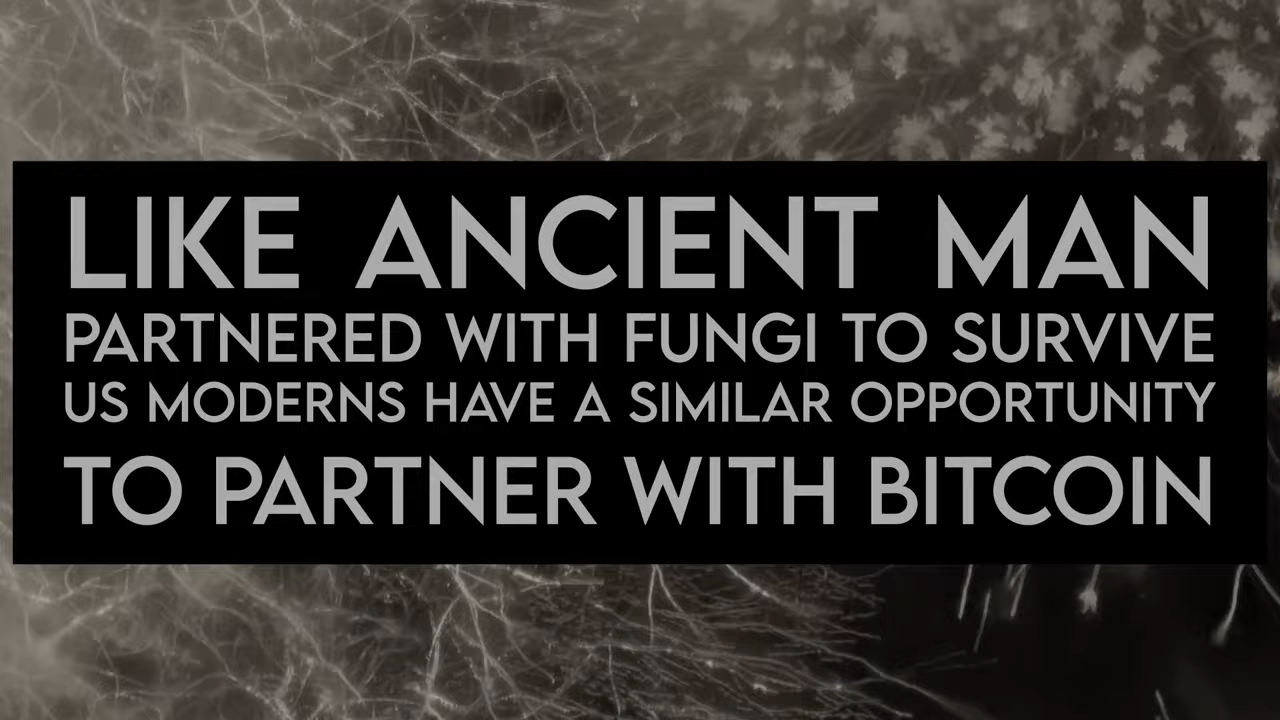 LIKE ANCIENT MAN
PARTNERED WITH FUNGI TO SURVIVE
US MODERNS HAVE A SIMILAR OPPORTUNITY
TO PARTNER WITH BITCOIN